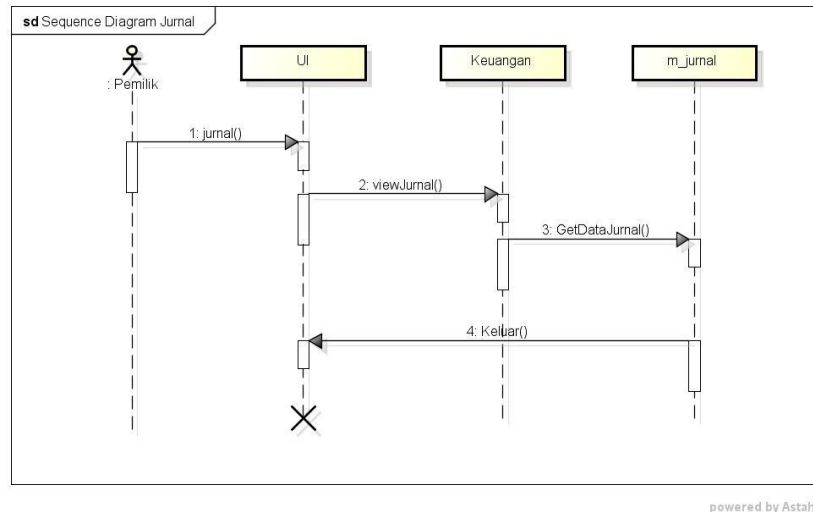 sd Sequence Diagram Jurnal
: Pemilik
UI
Keuangan
m_jurnal
1: jurnal()
2: viewJurnal()
3: GetDataJurnal()
4: Keluar()
powered by Astah